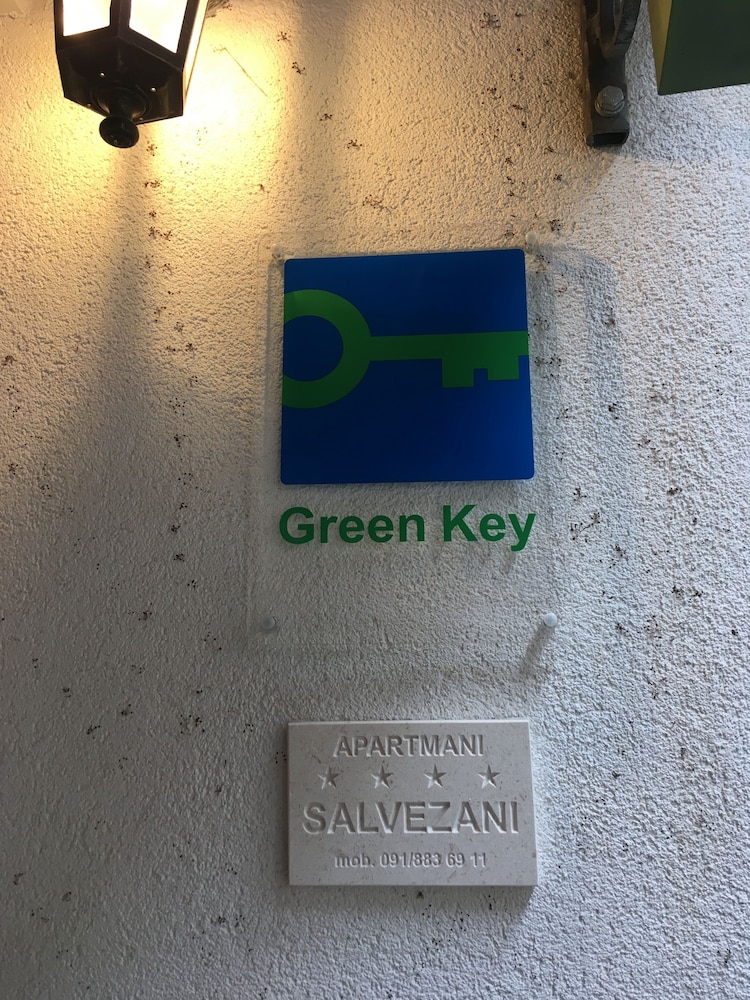 Green Key
APARTMANI
★ ★ ★ ★
SALVEZANI
mob. 091/883 69 11